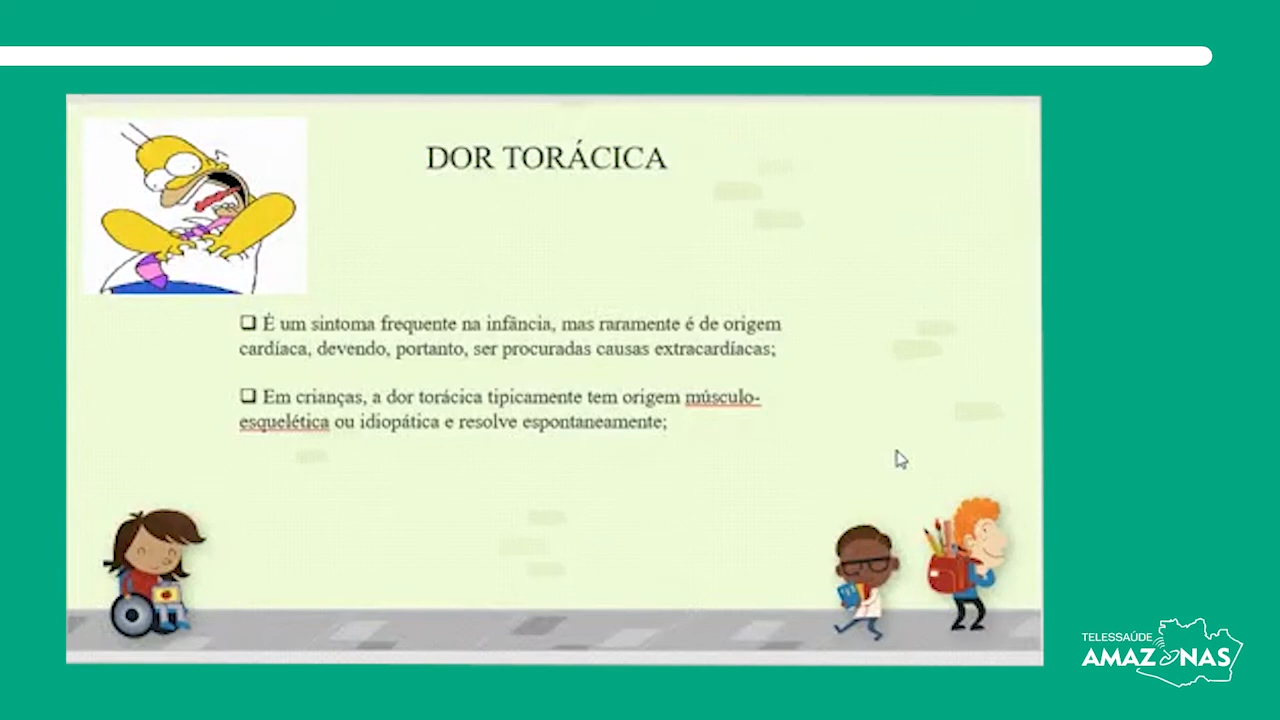 DOR TORÁCICA
❑ É um sintoma frequente na infância, mas raramente é de origem
cardíaca, devendo, portanto, ser procuradas causas extracardíacas;
❑ Em crianças, a dor torácica tipicamente tem origem músculo-
esquelética ou idiopática e resolve espontaneamente;
TELESSAÚDE
AMAZONAS